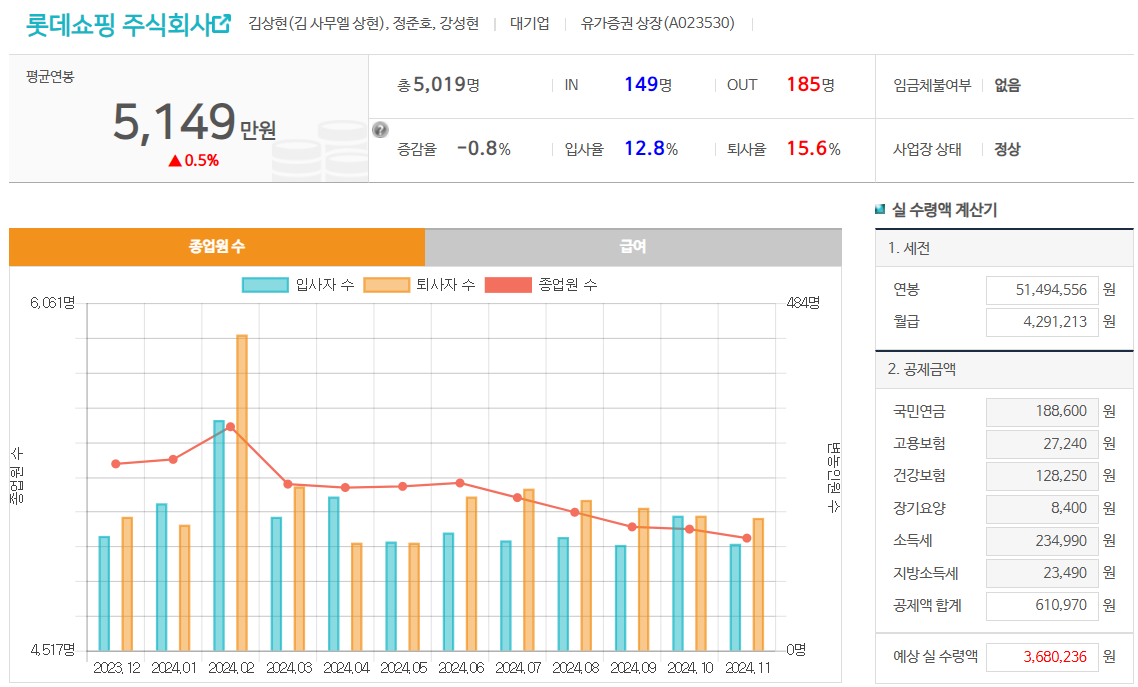 롯데쇼핑 주식회사 김상현(김 사무엘 상현), 정준호, 강성현 | 대기업 | 유가증권 상장(A023530) |
평균연봉
5,149 만원
▲0.5%
총 5,019명 | IN 149명 | OUT 185명
임금체불여부 | 없음
?
증감율 -0.8% | 입사율 12.8% | 퇴사율 15.6%
사업장 상태 | 정상
종업원 수 급여
입사자 수 퇴사자 수 종업원 수
6,061명 484명
종업원 수
변동인원 수
4,517명 0명
2023.12 2024.01 2024.02 2024.03 2024.04 2024.05 2024.06 2024.07 2024.08 2024.09 2024.10 2024.11
실 수령액 계산기
1. 세전
연봉 51,494,556 원
월급 4,291,213 원
2. 공제금액
국민연금 188,600 원
고용보험 27,240 원
건강보험 128,250 원
장기요양 8,400 원
소득세 234,990 원
지방소득세 23,490 원
공제액 합계 610,970 원
예상 실 수령액 3,680,236 원